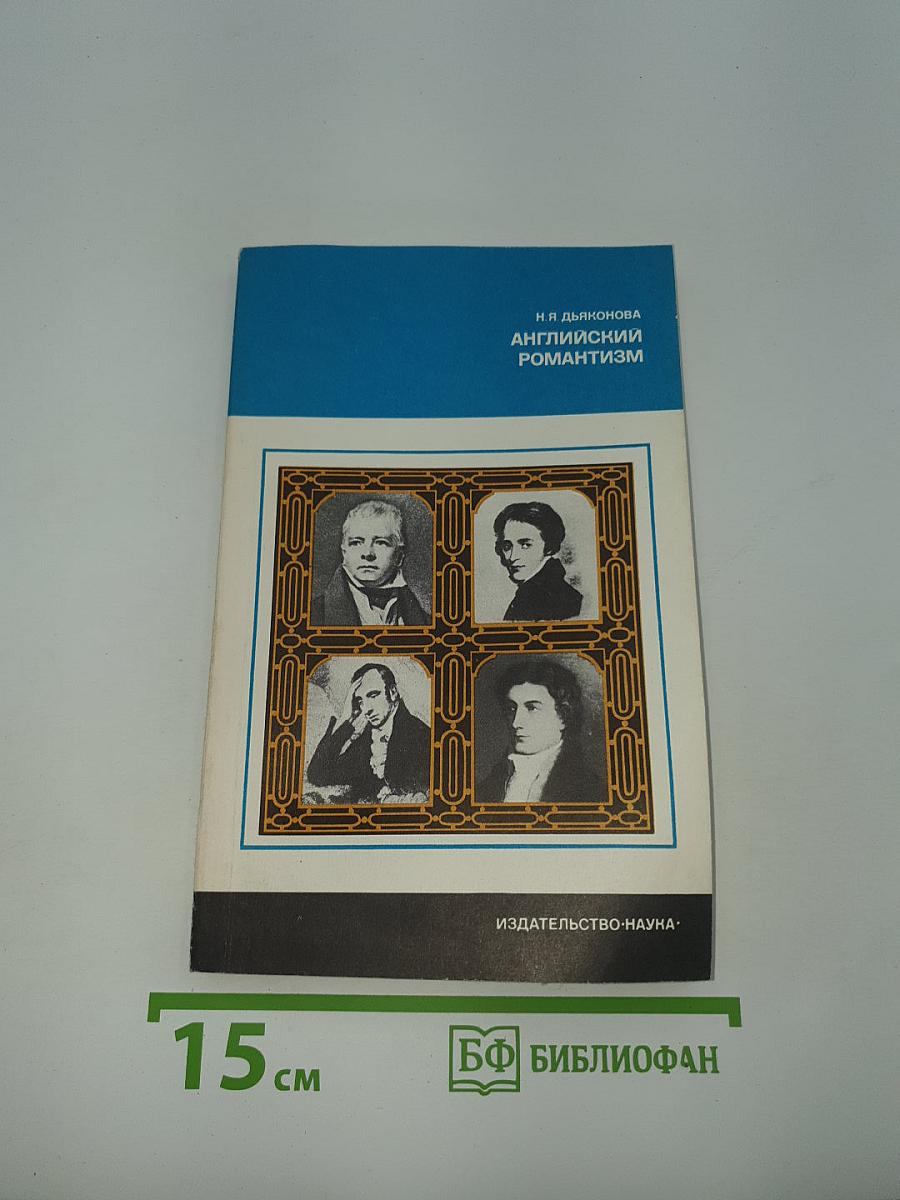 Н. Я ДЬЯКОНОВА
АНГЛИЙСКИЙ
РОМАНТИЗМ
ИЗДАТЕЛЬСТВО·НАУКА·
15 см
БФ БИБЛИОФАН